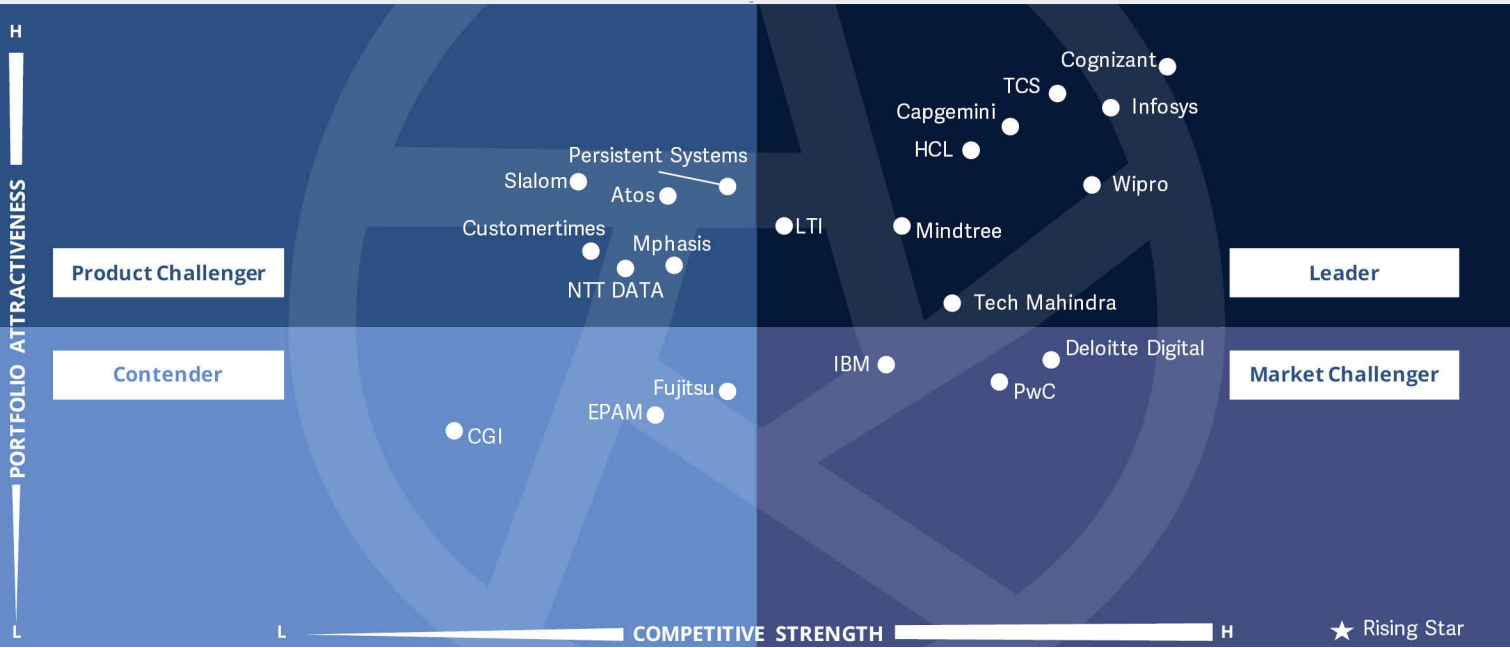 H
Cognizant
TCS
Infosys
Capgemini
HCL
Persistent Systems
Slalom
Atos
Wipro
Customertimes
LTI
Mindtree
Mphasis
NTT DATA
Product Challenger
Leader
Tech Mahindra
PORTFOLIO ATTRACTIVENESS
Contender
IBM
Deloitte Digital
Market Challenger
PwC
Fujitsu
EPAM
CGI
L
L
COMPETITIVE STRENGTH
H
Rising Star